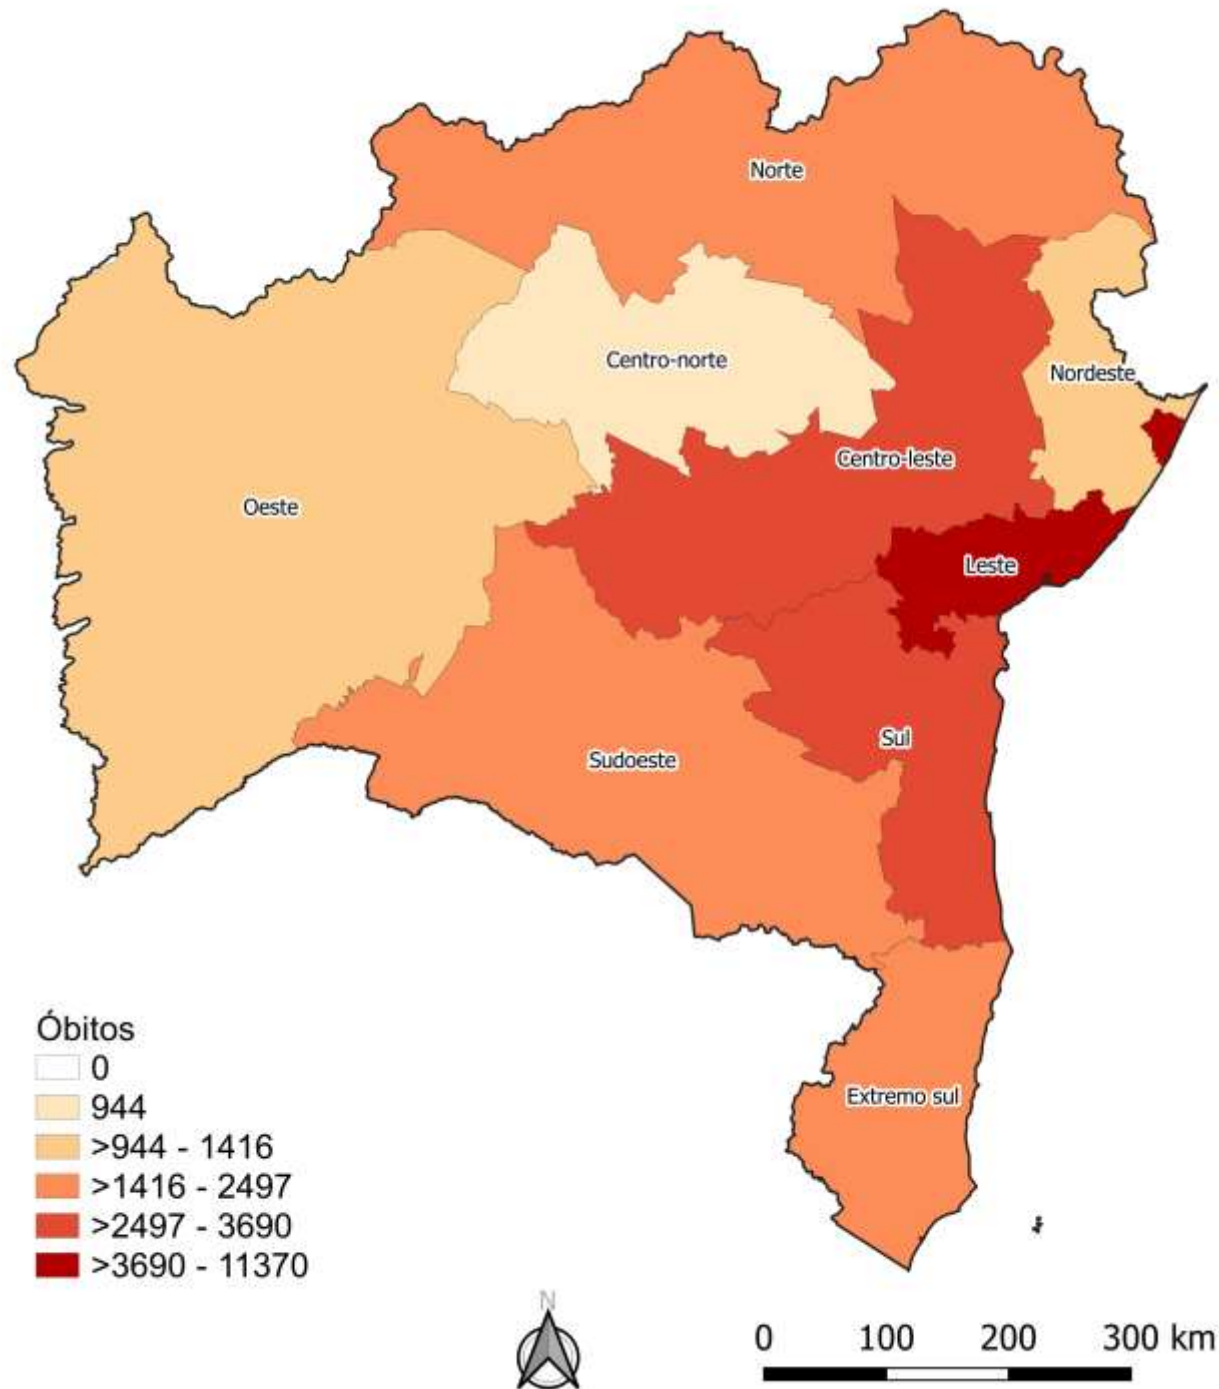 Norte
Centro-norte
Nordeste
Centro-leste
Oeste
Leste
Sul
Sudoeste
Extremo sul
Óbitos
0
944
>944 - 1416
>1416 - 2497
>2497 - 3690
>3690 - 11370
N
0 100 200 300 km